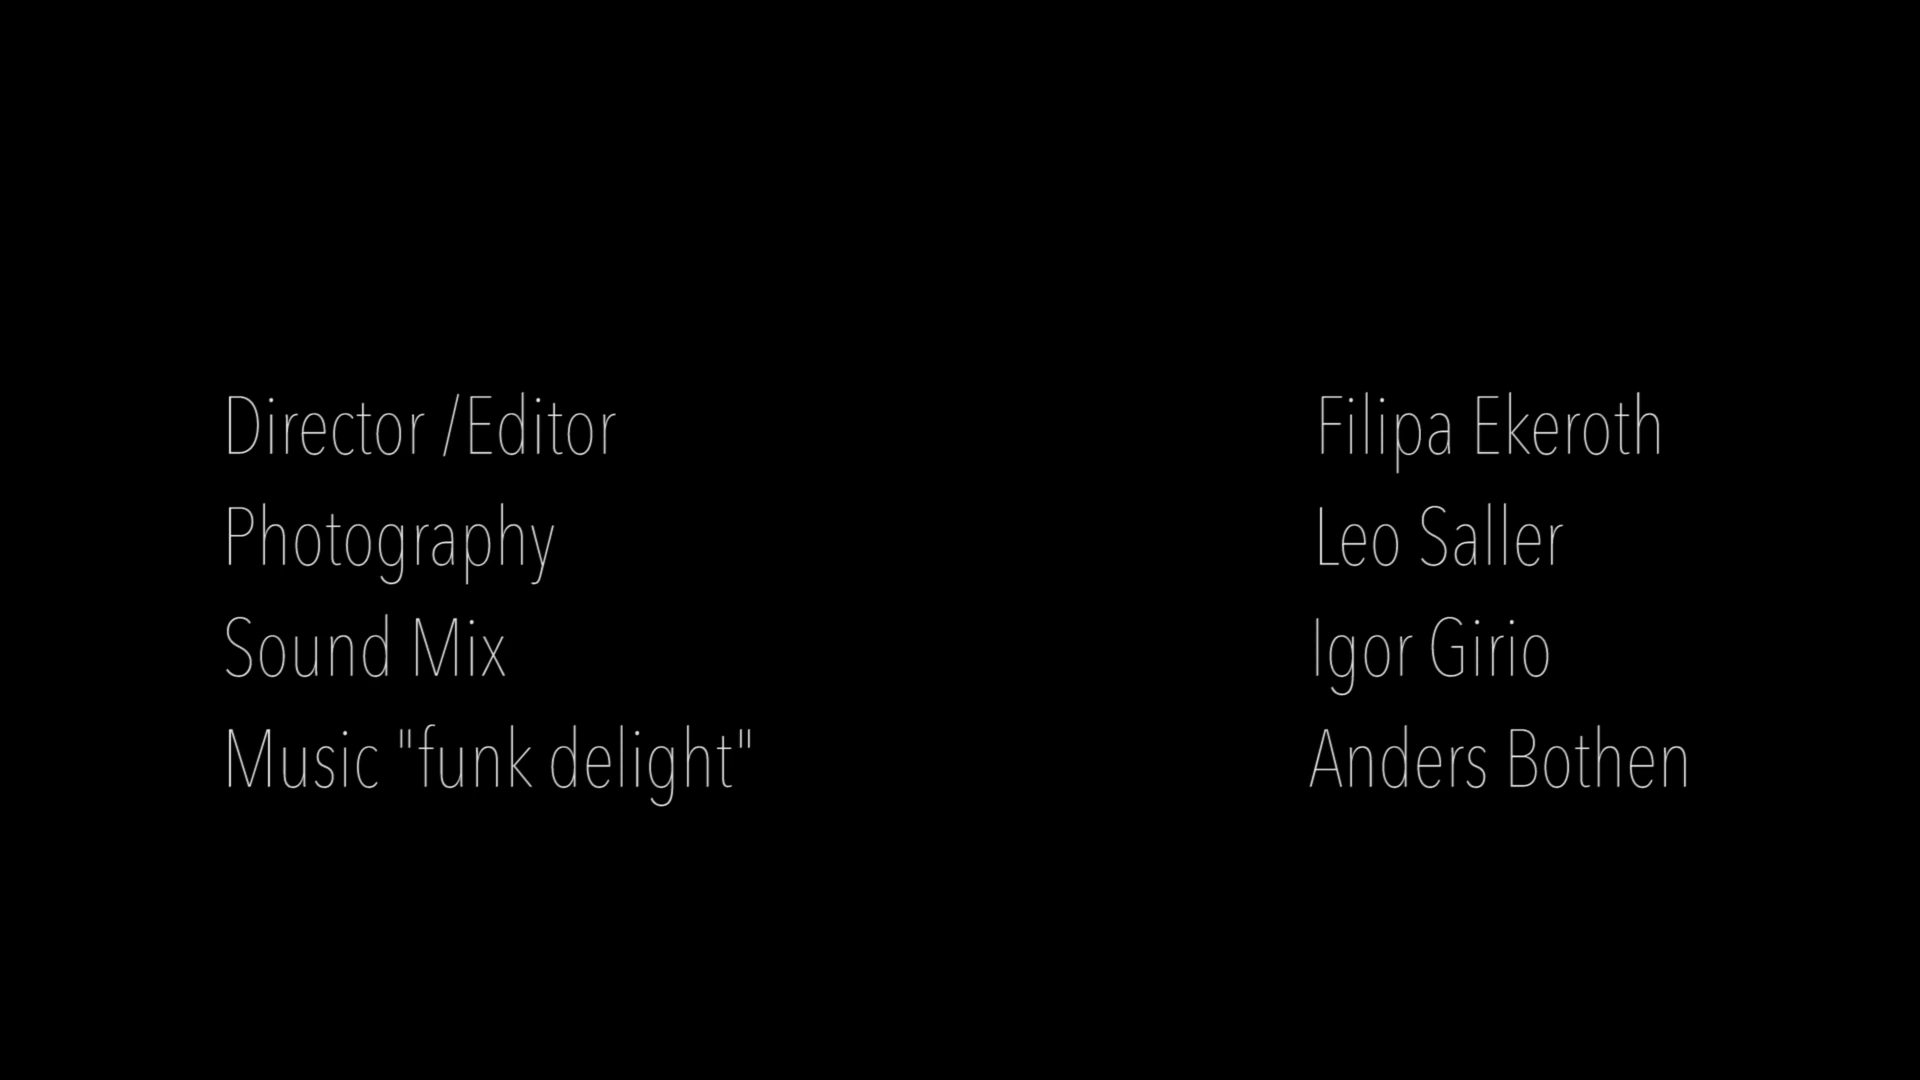 Director /Editor Filipa Ekeroth
Photography Leo Saller
Sound Mix Igor Girio
Music "funk delight" Anders Bothen